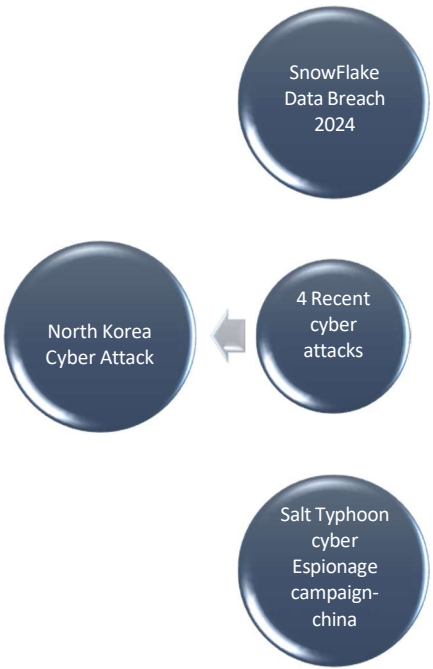 SnowFlake
Data Breach
2024
North Korea
Cyber Attack
4 Recent
cyber
attacks
Salt Typhoon
cyber
Espionage
campaign-
china